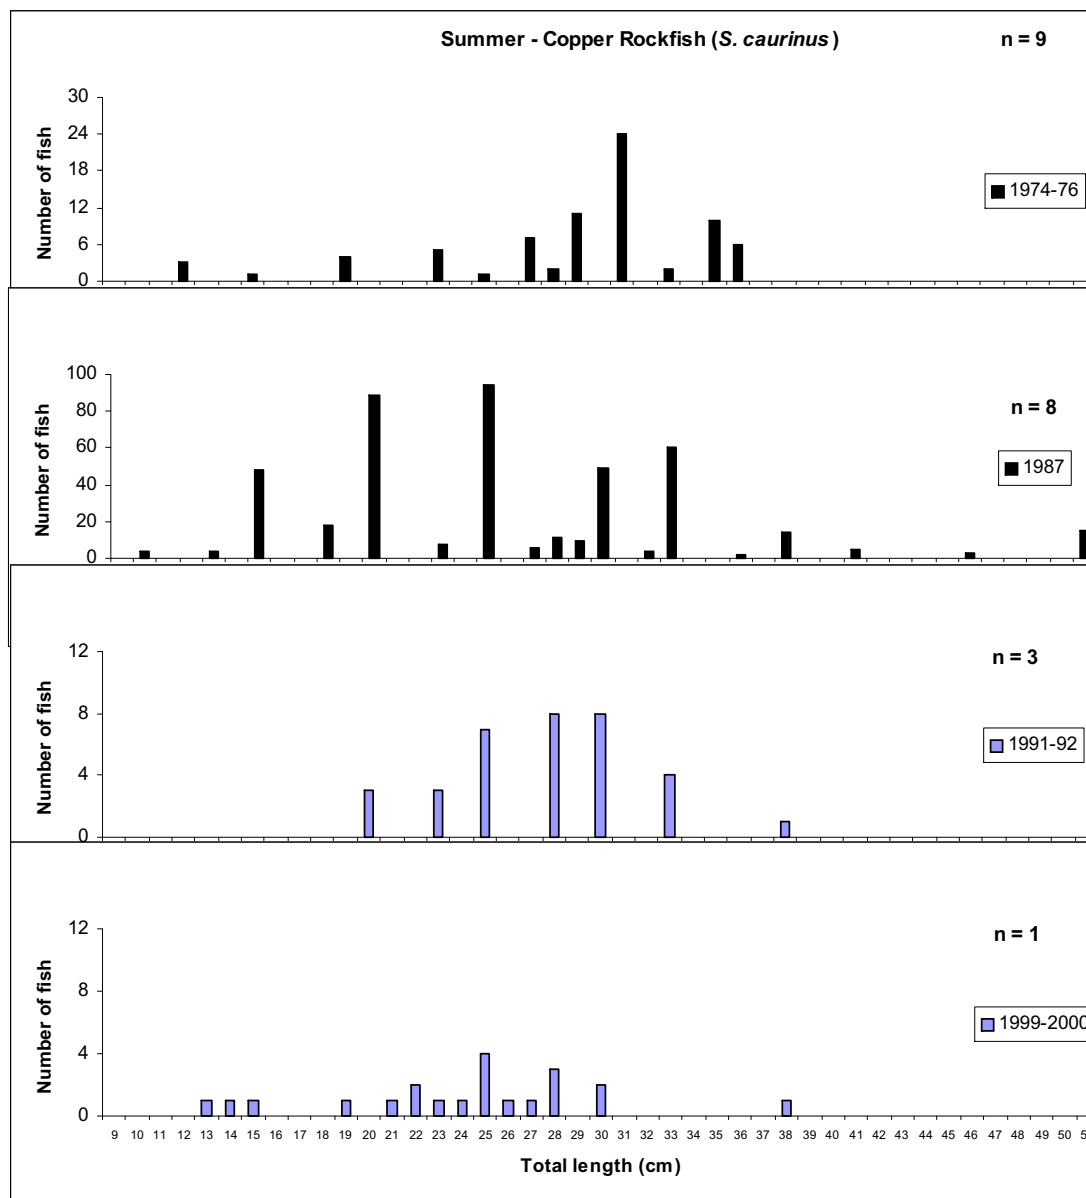 Summer - Copper Rockfish (S. caurinus) n = 9
Number of fish
30
24
18
12
6
0
1974-76
n = 8
Number of fish
100
80
60
40
20
0
1987
n = 3
Number of fish
12
8
4
0
1991-92
n = 1
Number of fish
12
8
4
0
1999-2000
9 10 11 12 13 14 15 16 17 18 19 20 21 22 23 24 25 26 27 28 29 30 31 32 33 34 35 36 37 38 39 40 41 42 43 44 45 46 47 48 49 50
Total length (cm)